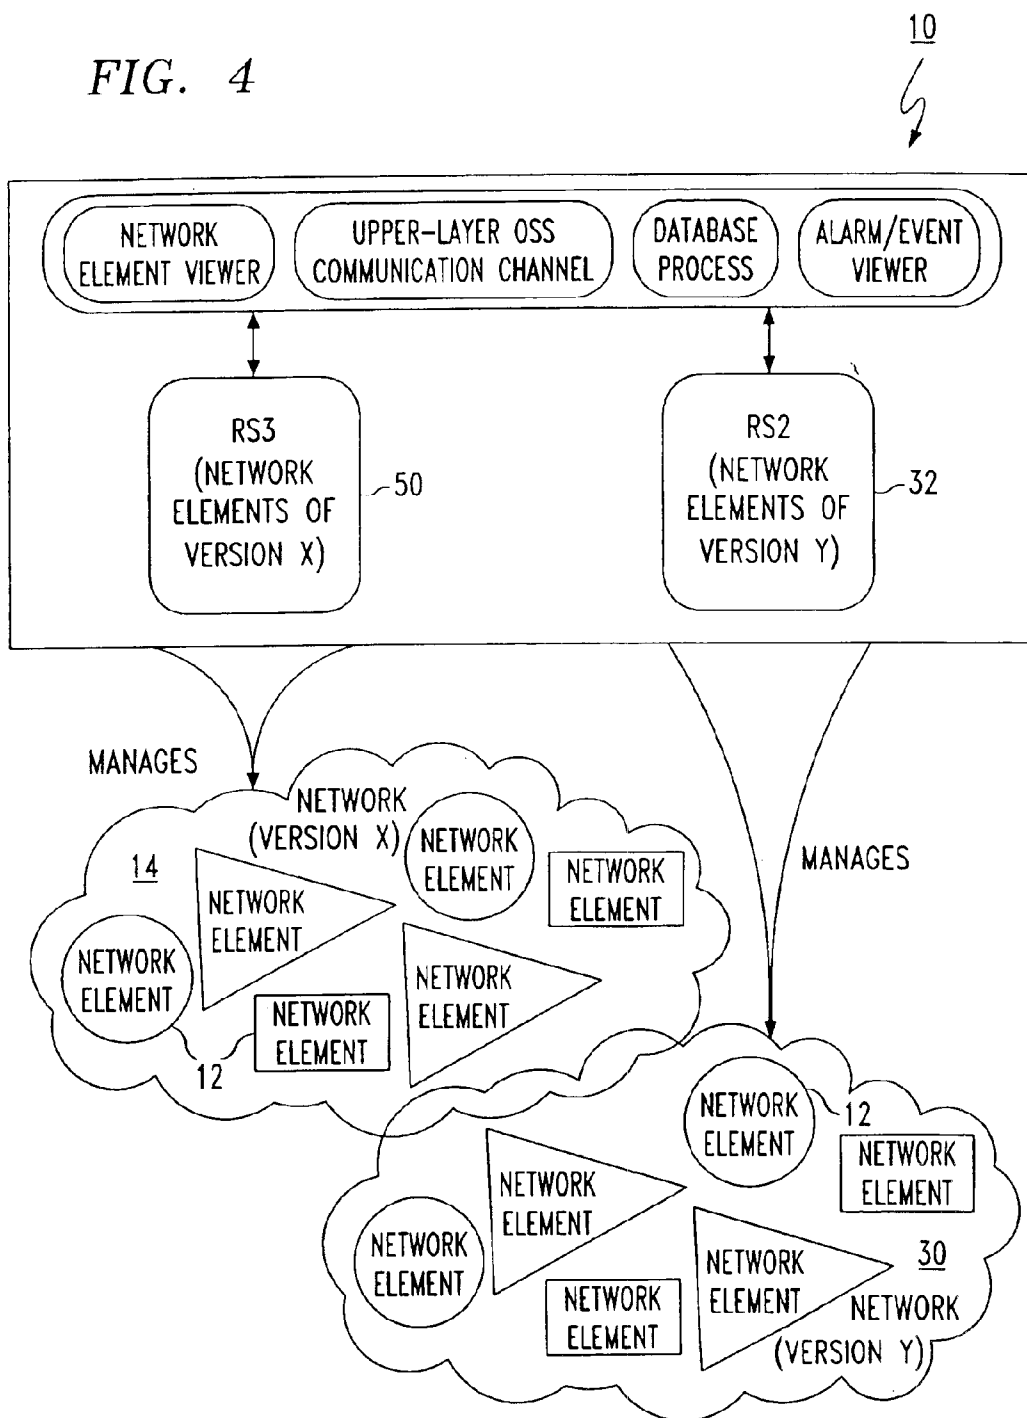 10
FIG. 4
NETWORK
ELEMENT VIEWER
UPPER-LAYER OSS
COMMUNICATION CHANNEL
DATABASE
PROCESS
ALARM/EVENT
VIEWER
RS3
(NETWORK
ELEMENTS OF
VERSION X)
50
RS2
(NETWORK
ELEMENTS OF
VERSION Y)
32
MANAGES
MANAGES
NETWORK
(VERSION X)
14
NETWORK
ELEMENT
NETWORK
ELEMENT
NETWORK
ELEMENT
NETWORK
ELEMENT
NETWORK
ELEMENT
NETWORK
ELEMENT
12
NETWORK
ELEMENT
12
NETWORK
ELEMENT
NETWORK
ELEMENT
NETWORK
ELEMENT
NETWORK
ELEMENT
NETWORK
ELEMENT
30
NETWORK
(VERSION Y)